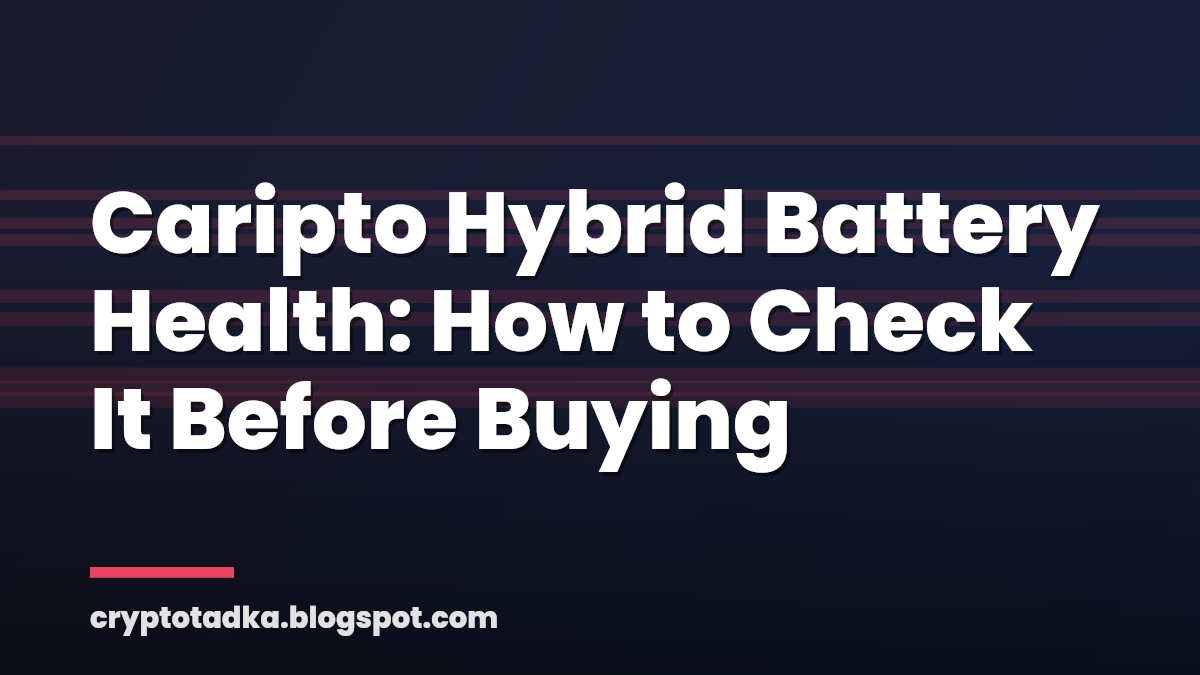 Caripto Hybrid Battery
Health: How to Check
It Before Buying
cryptotadka.blogspot.com